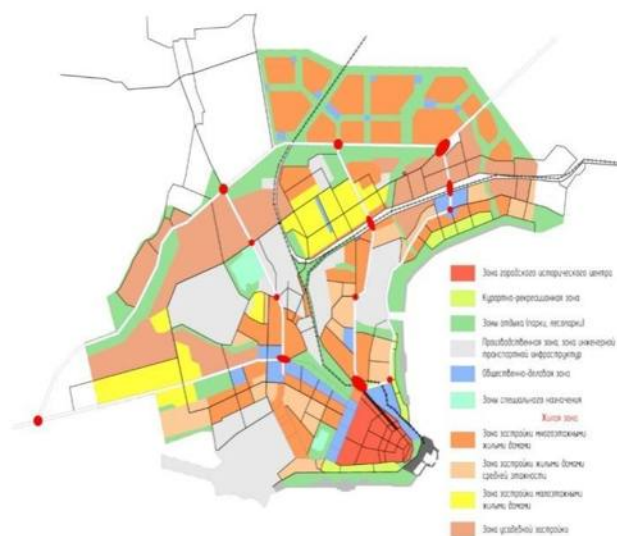 Зона городского исторического центра
Курортно-рекреационная зона
Зоны отдыха (парки, лесопарки)
Производственная зона, зона инженерной
транспортной инфраструктур
Общественно-деловая зона
Зоны специального назначения
Жилая зона
Зона застройки многоэтажными
жилыми домами
Зона застройки жилыми домами
средней этажности
Зона застройки малоэтажными
жилыми домами
Зона усадебной застройки